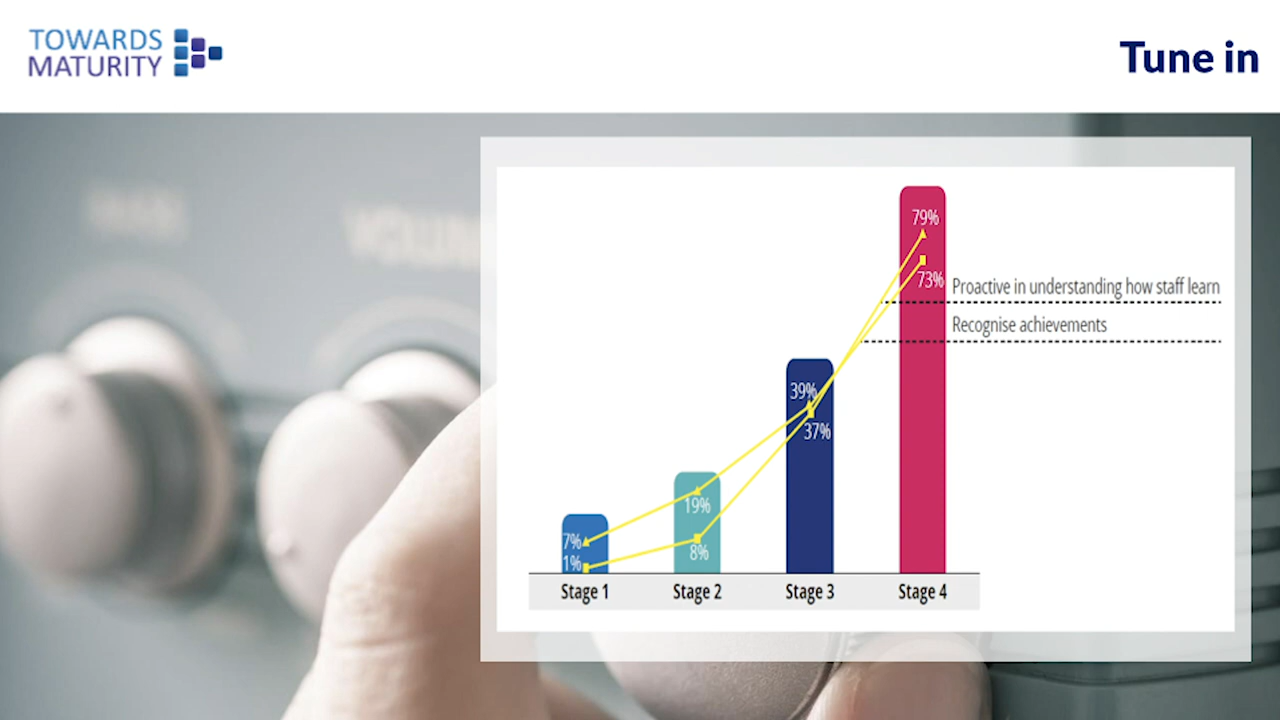 TOWARDS
MATURITY
Tune in
79%
73%
Proactive in understanding how staff learn
Recognise achievements
39%
37%
19%
8%
7%
1%
Stage 1
Stage 2
Stage 3
Stage 4